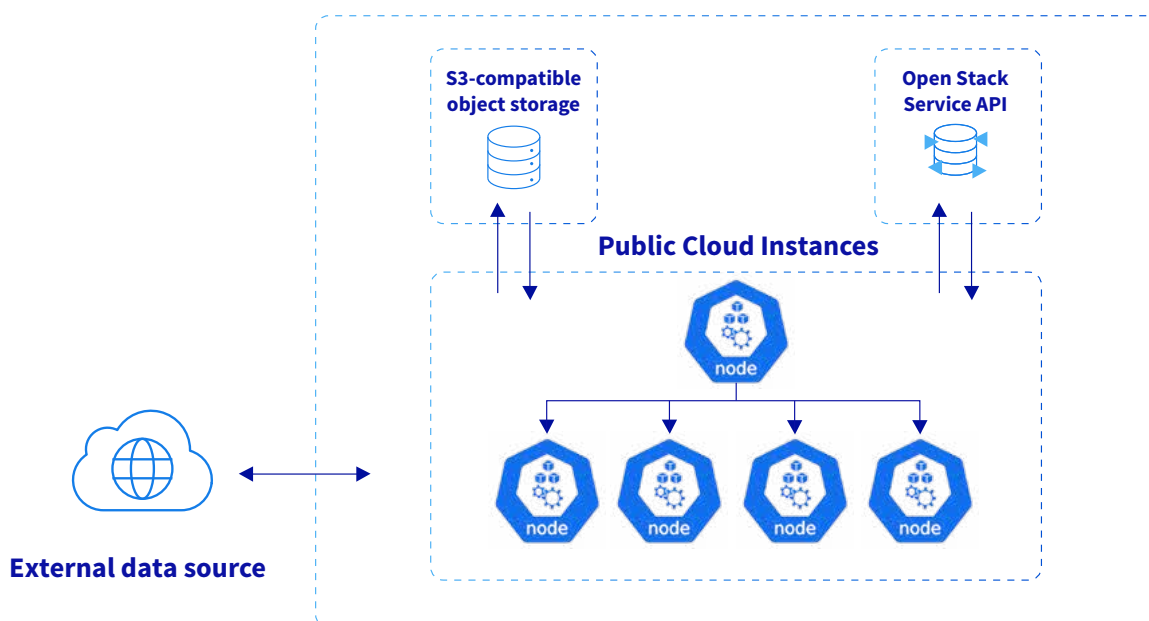 S3-compatible
object storage
Open Stack
Service API
Public Cloud Instances
node
node
node
node
node
External data source